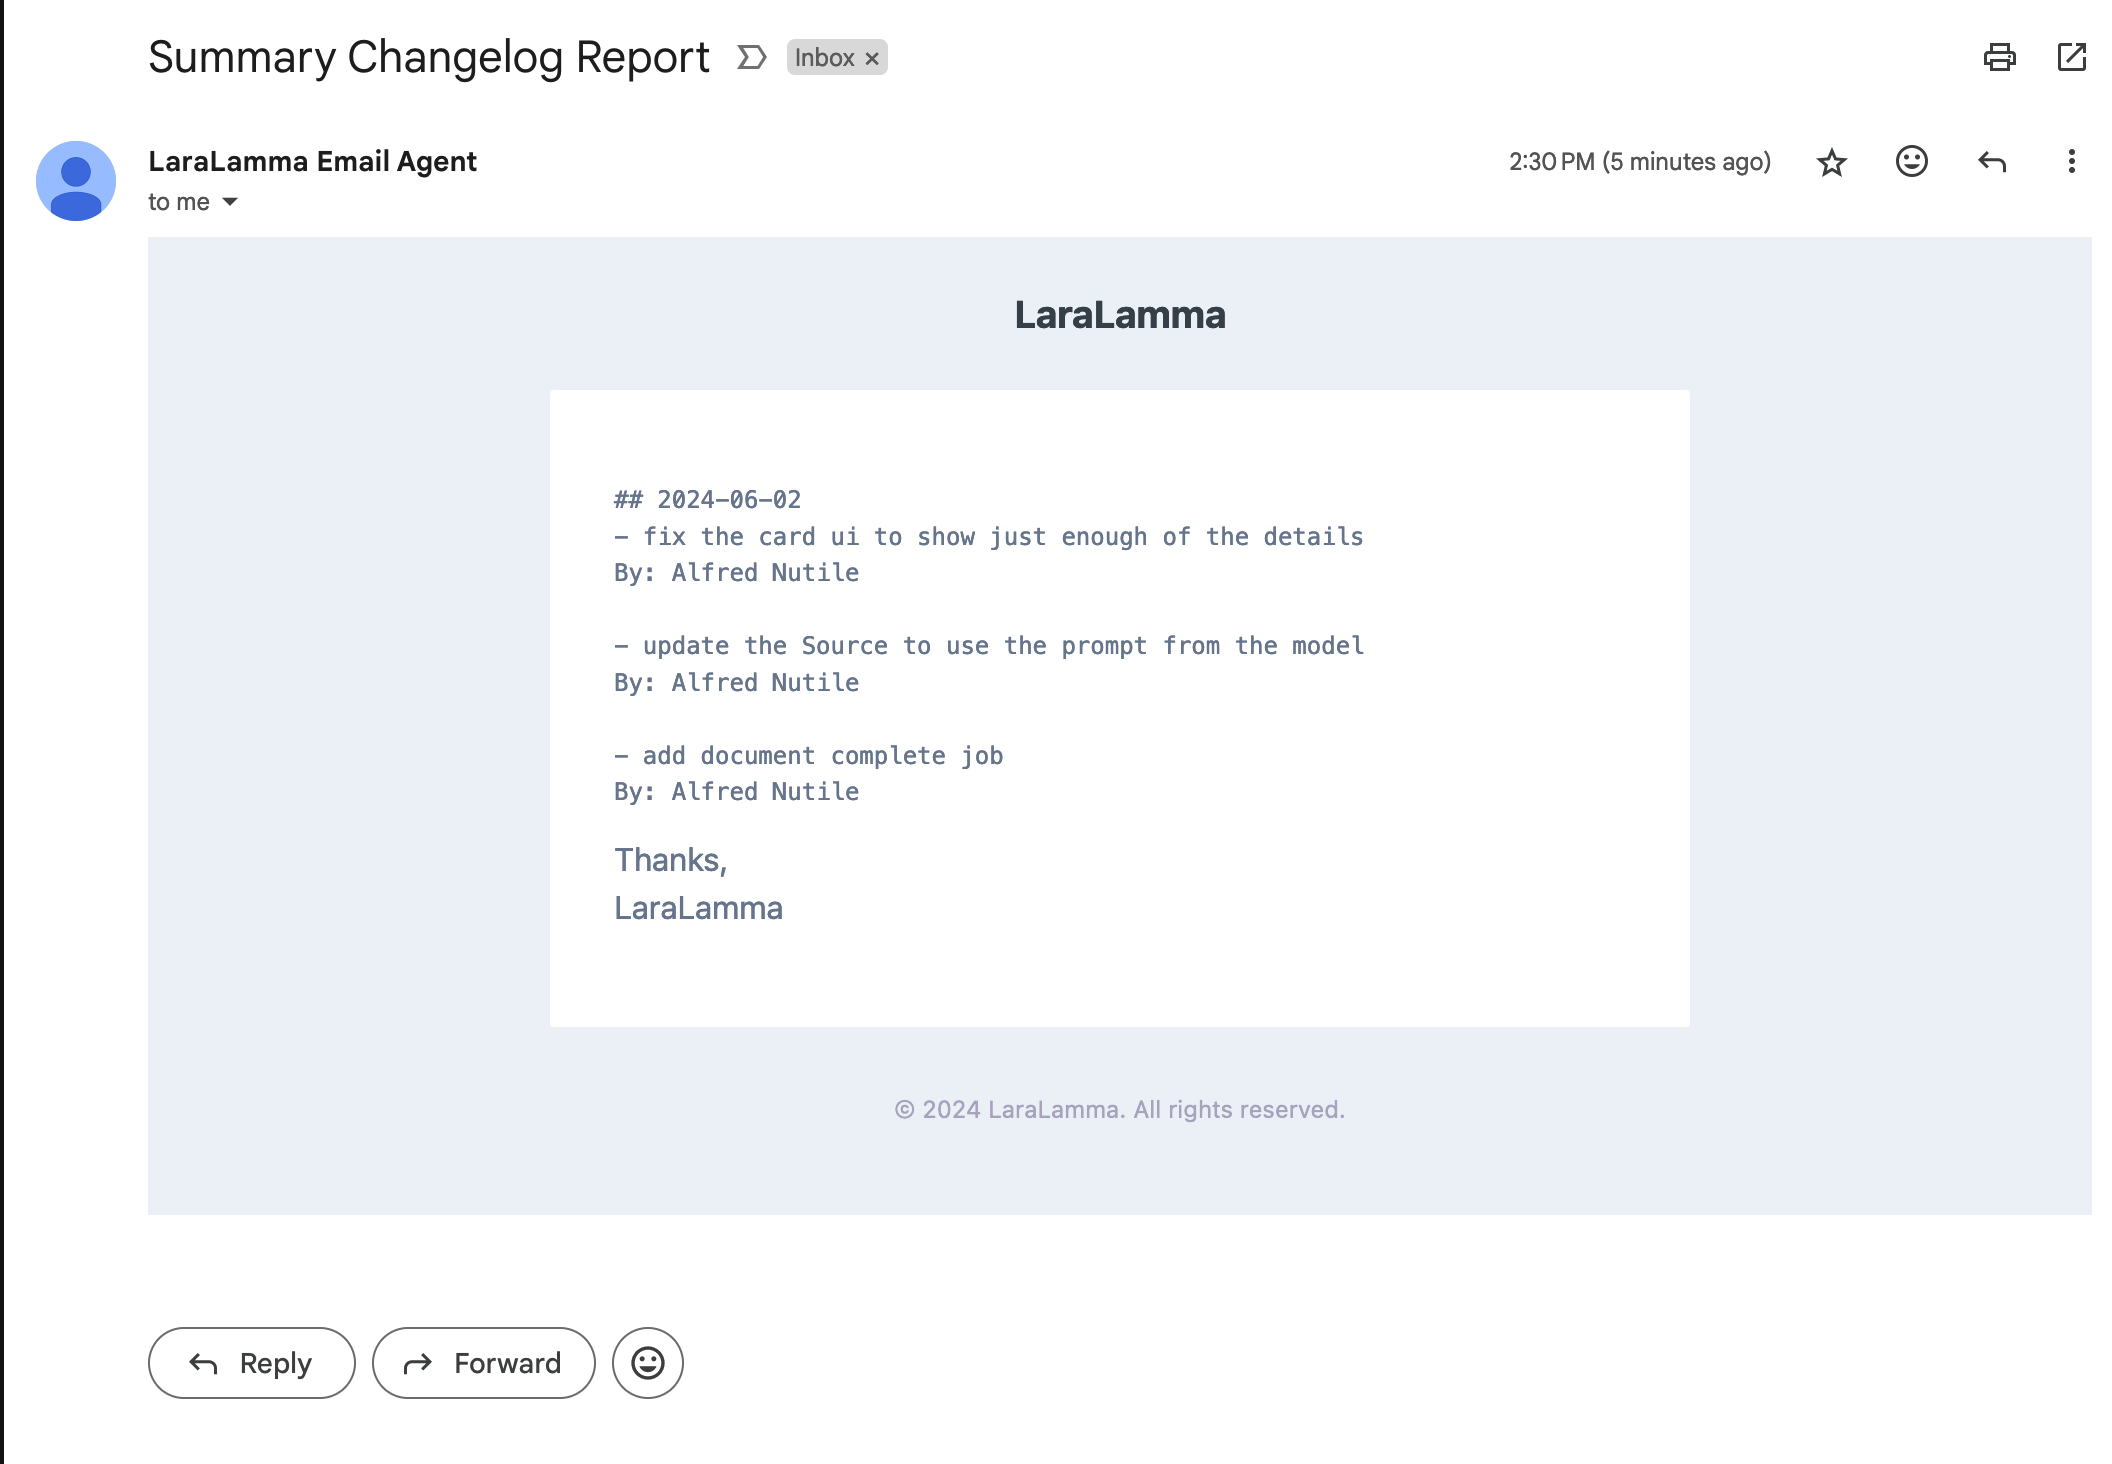 Summary Changelog Report
Inbox ×
LaraLamma Email Agent
2:30 PM (5 minutes ago)
to me
LaraLamma
## 2024-06-02
- fix the card ui to show just enough of the details
By: Alfred Nutile
- update the Source to use the prompt from the model
By: Alfred Nutile
- add document complete job
By: Alfred Nutile
Thanks,
LaraLamma
© 2024 LaraLamma. All rights reserved.
Reply
Forward